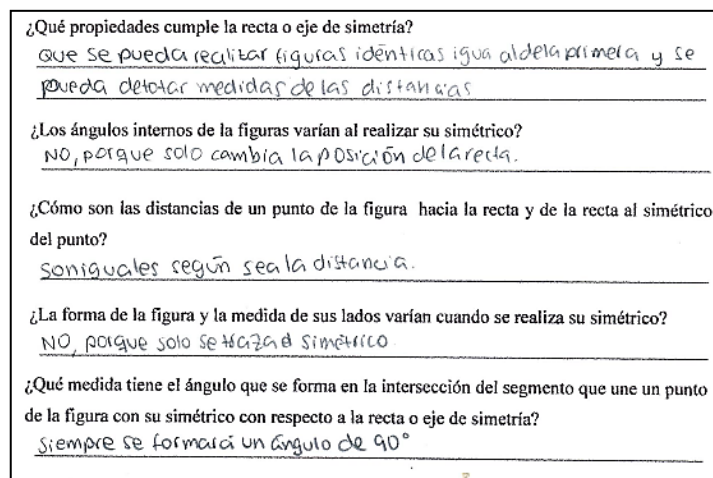 ¿Qué propiedades cumple la recta o eje de simetría?
Que se pueda realizar figuras idénticas igua aldela primera y se
pueda detotar medidas de las distancias
¿Los ángulos internos de la figuras varían al realizar su simétrico?
NO, porque solo cambia la posición de la recta.
¿Cómo son las distancias de un punto de la figura hacia la recta y de la recta al simétrico
del punto?
son iguales según sea la distancia.
¿La forma de la figura y la medida de sus lados varían cuando se realiza su simétrico?
NO, porque solo se traza el simétrico
¿Qué medida tiene el ángulo que se forma en la intersección del segmento que une un punto
de la figura con su simétrico con respecto a la recta o eje de simetría?
Siempre se formará un ángulo de 90°